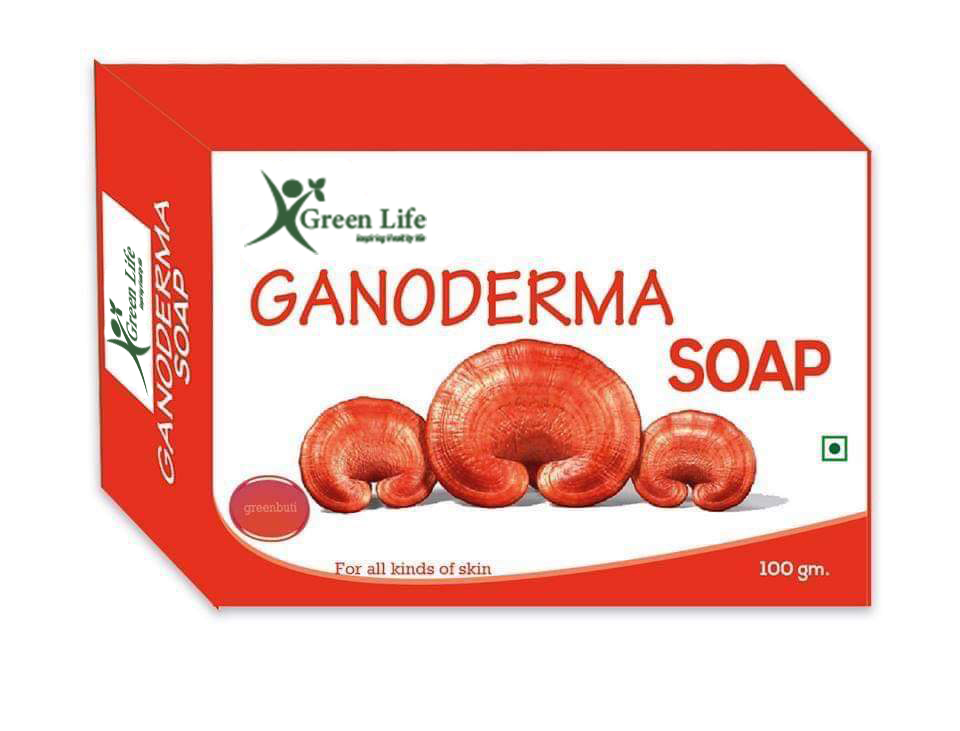 Green Life
GANODERMA
SOAP
greenbuti
For all kinds of skin
100 gm.
Green Life
GANODERMA
SOAP